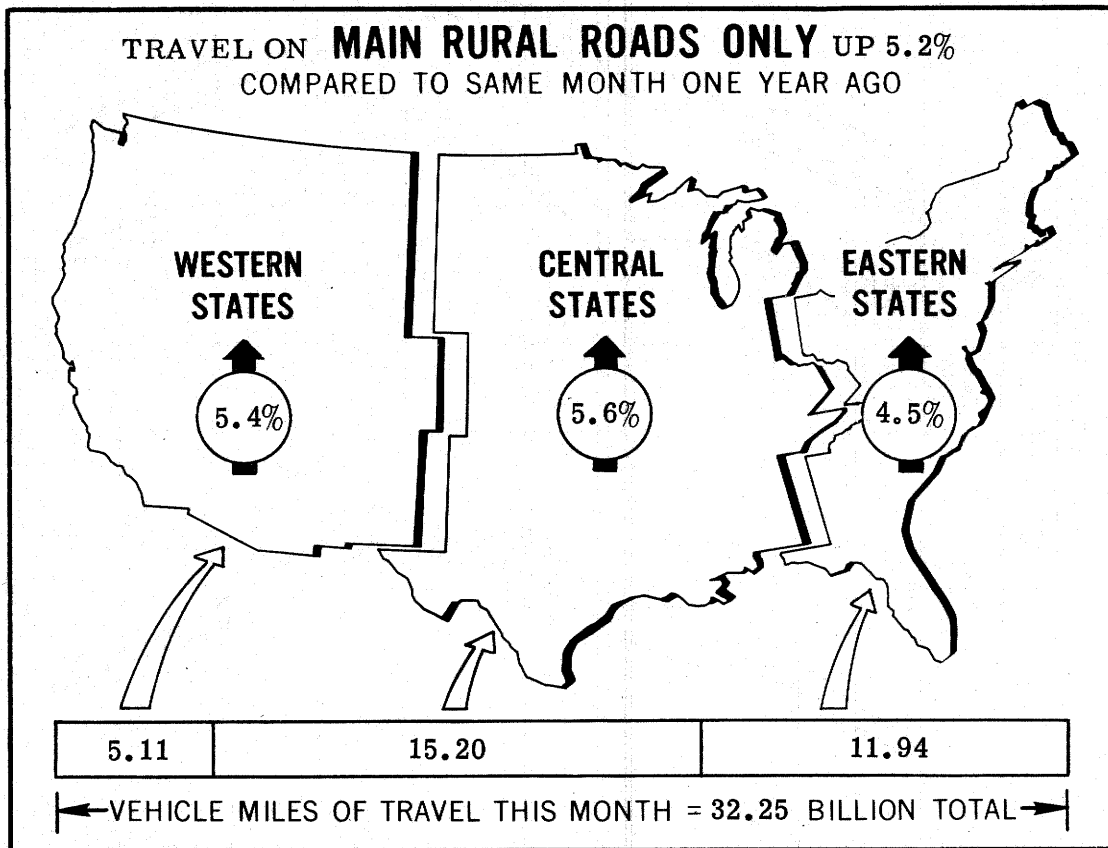 TRAVEL ON MAIN RURAL ROADS ONLY UP 5.2%
COMPARED TO SAME MONTH ONE YEAR AGO
WESTERN
STATES
5.4%
CENTRAL
STATES
5.6%
EASTERN
STATES
4.5%
5.11
15.20
11.94
VEHICLE MILES OF TRAVEL THIS MONTH = 32.25 BILLION TOTAL